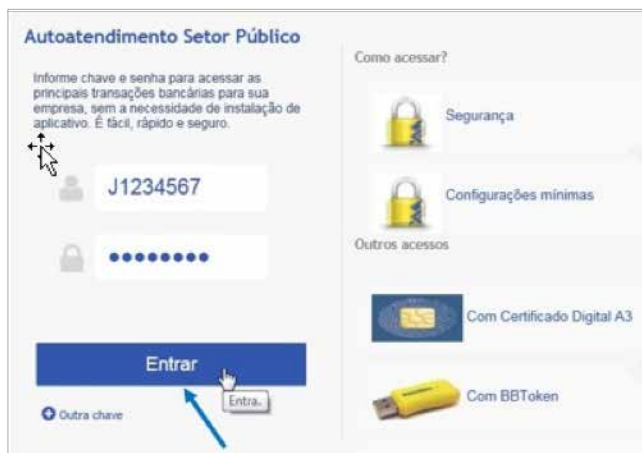 Autoatendimento Setor Público
Informe chave e senha para acessar as
principais transações bancárias para sua
empresa, sem a necessidade de instalação de
aplicativo. É fácil, rápido e seguro.
J1234567
••••••••
Entrar
Entra.
Outra chave
Como acessar?
Segurança
Configurações mínimas
Outros acessos
Com Certificado Digital A3
Com BBToken